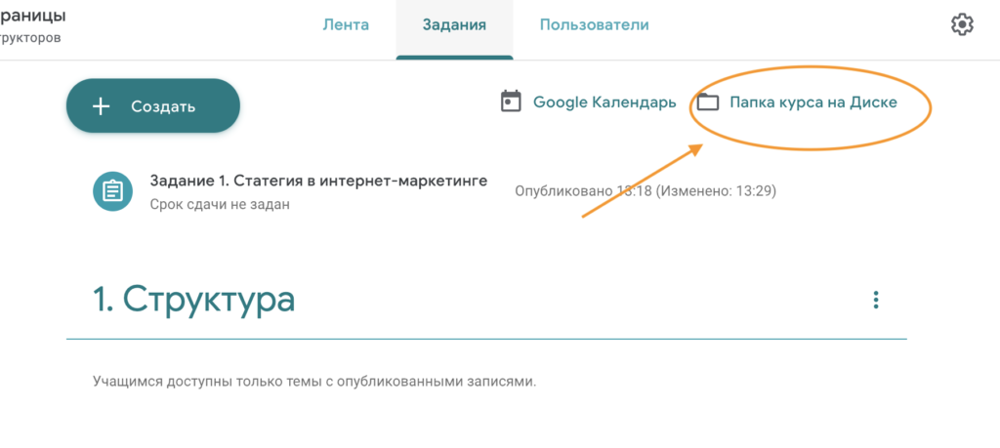 раницы
трукторов
Лента
Задания
Пользователи
Создать
Google Календарь
Папка курса на Диске
Задание 1. Статегия в интернет-маркетинге
Срок сдачи не задан
Опубликовано 13:18 (Изменено: 13:29)
1. Структура
Учащимся доступны только темы с опубликованными записями.